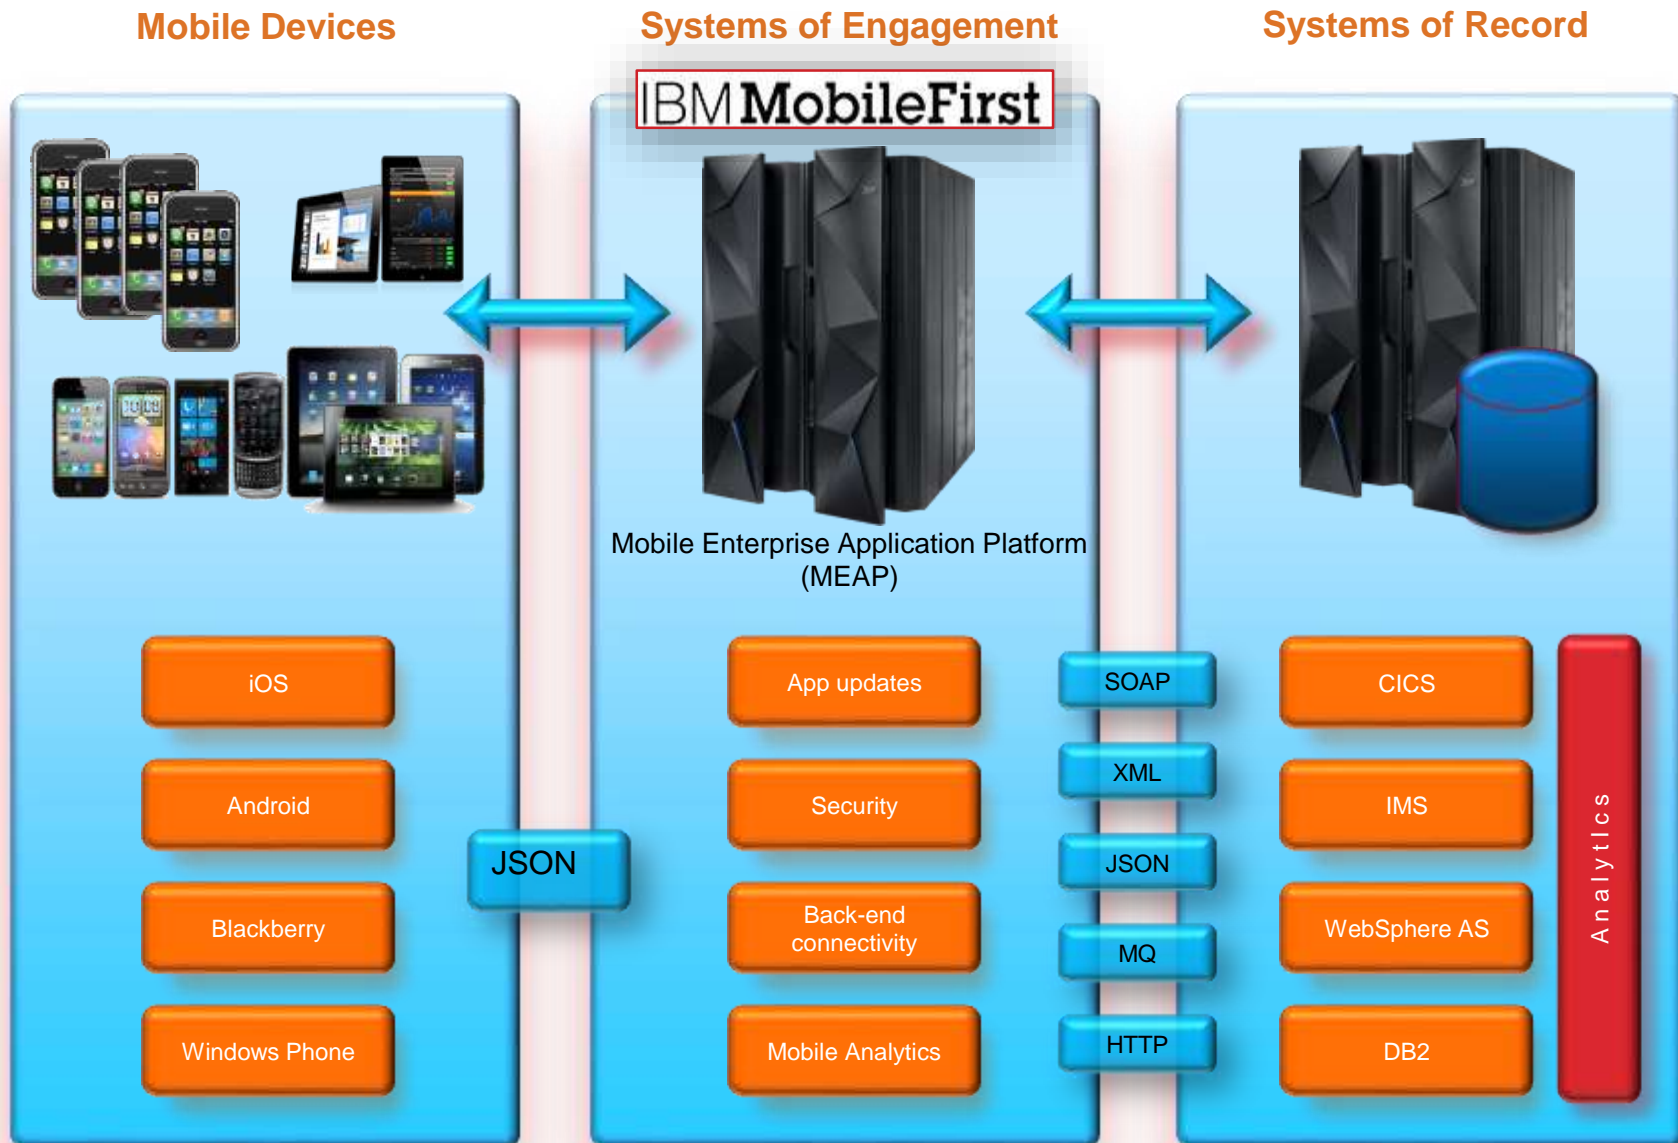 Mobile Devices
Systems of Engagement
Systems of Record
IBM MobileFirst
Mobile Enterprise Application Platform
(MEAP)
iOS
Android
Blackberry
Windows Phone
JSON
App updates
Security
Back-end
connectivity
Mobile Analytics
SOAP
XML
JSON
MQ
HTTP
CICS
IMS
WebSphere AS
DB2
Analytics